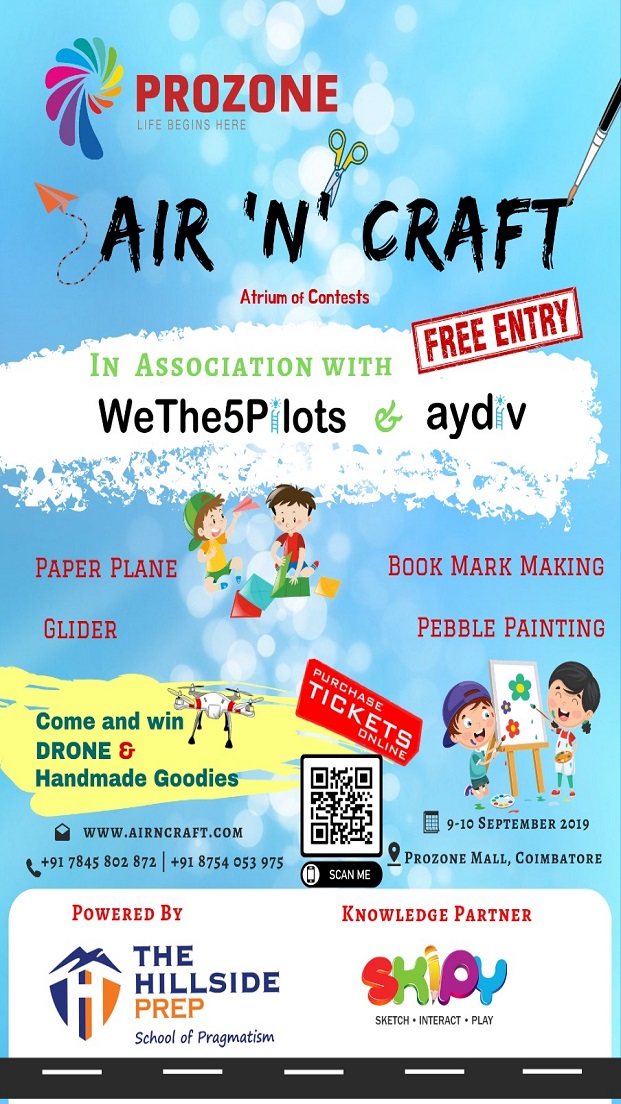 PROZONE
LIFE BEGINS HERE
AIR 'N' CRAFT
Atrium of Contests
FREE ENTRY
IN ASSOCIATION WITH
WeThe5Pilots & aydiv
PAPER PLANE
BOOK MARK MAKING
GLIDER
PEBBLE PAINTING
PURCHASE
TICKETS
ONLINE
Come and win
DRONE &
Handmade Goodies
WWW.AIRNCRAFT.COM
+91 7845 802 872 | +91 8754 053 975
SCAN ME
9-10 SEPTEMBER 2019
PROZONE MALL, COIMBATORE
POWERED BY
THE
HILLSIDE
PREP
School of Pragmatism
KNOWLEDGE PARTNER
SKIPY
SKETCH • INTERACT • PLAY